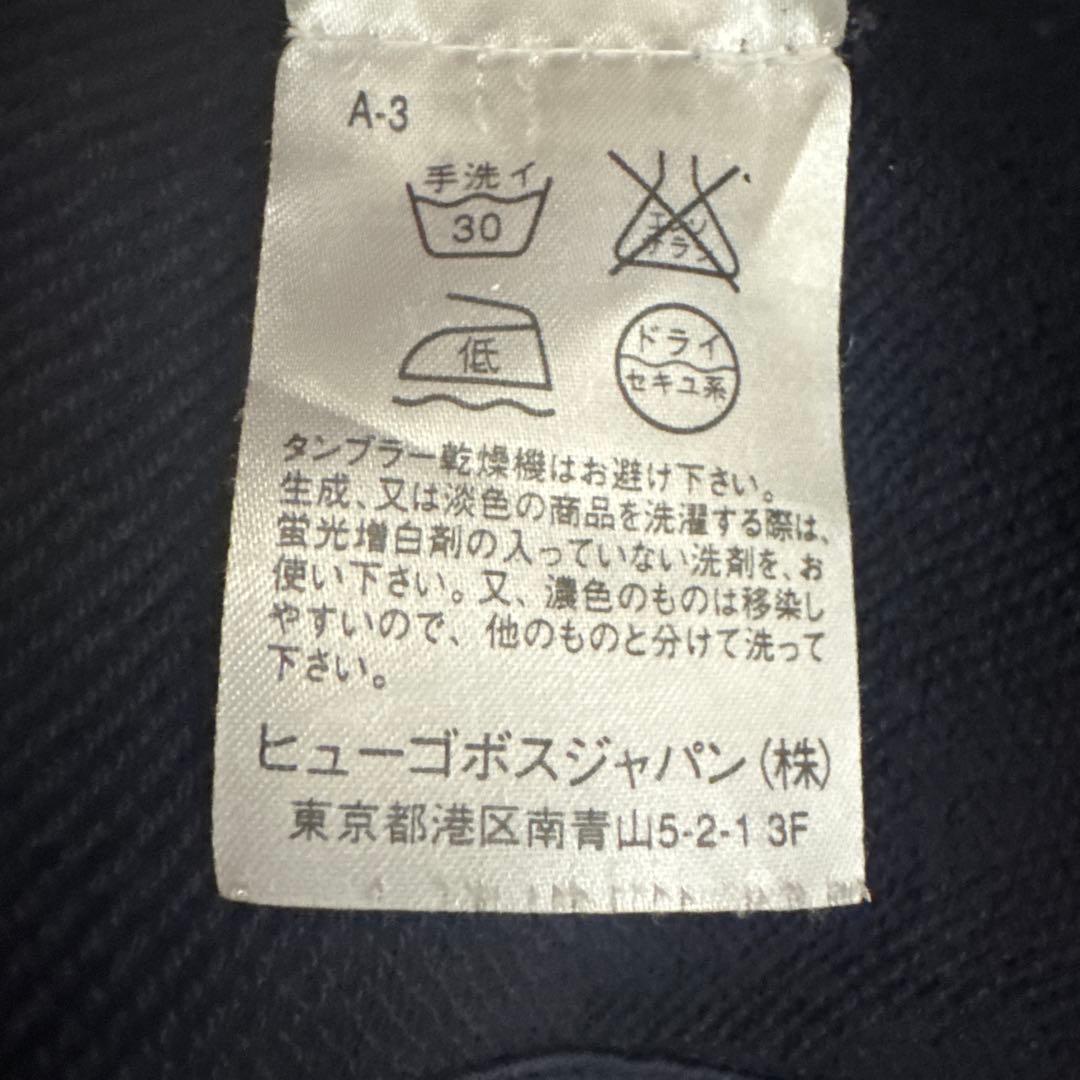 A-3
手洗イ
30
エンソ
サラシ
低
ドライ
セキユ系
タンブラー乾燥機はお避け下さい。
生成、又は淡色の商品を洗濯する際は、
蛍光増白剤の入っていない洗剤を、お
使い下さい。又、濃色のものは移染し
やすいので、他のものと分けて洗って
下さい。
ヒューゴボスジャパン(株)
東京都港区南青山5-2-1 3F